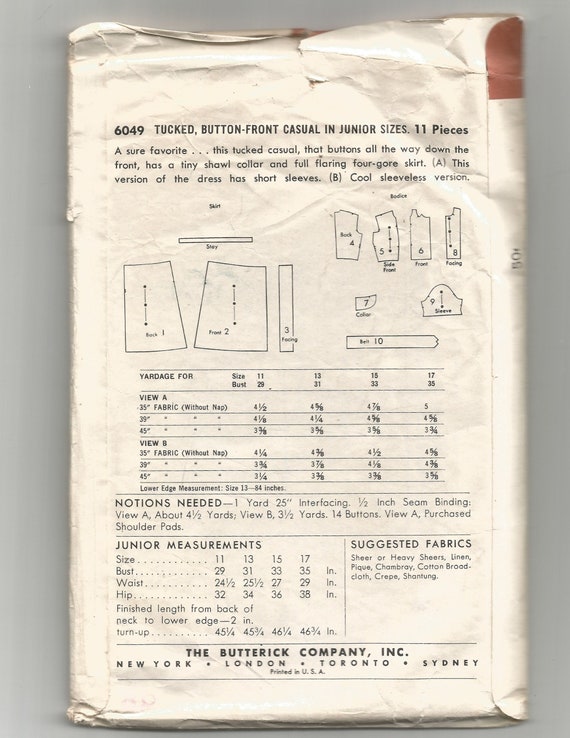 6049 TUCKED, BUTTON-FRONT CASUAL IN JUNIOR SIZES. 11 Pieces
A sure favorite . . . this tucked casual, that buttons all the way down the
front, has a tiny shawl collar and full flaring four-gore skirt. (A) This
version of the dress has short sleeves. (B) Cool sleeveless version.
Skirt
Bodice
Stay
Back 4
5 Side Front
6 Front
8 Facing
50¢
Back 1
Front 2
3 Facing
7 Collar
9 Sleeve
Belt 10
YARDAGE FOR Size 11 13 15 17
Bust 29 31 33 35
VIEW A
35" FABRIC (Without Nap) 4½ 4⅝ 4⅞ 5
39" " " " 4⅛ 4¼ 4⅜ 4⅝
45" " " " 3⅜ 3⅝ 3⅝ 3¾
VIEW B
35" FABRIC (Without Nap) 4¼ 4⅜ 4½ 4⅝
39" " " " 3¾ 3⅞ 4⅛ 4⅜
45" " " " 3¼ 3⅜ 3⅜ 3⅝
Lower Edge Measurement: Size 13—84 inches.
NOTIONS NEEDED—1 Yard 25" Interfacing. ½ Inch Seam Binding:
View A, About 4½ Yards; View B, 3½ Yards. 14 Buttons. View A, Purchased
Shoulder Pads.
JUNIOR MEASUREMENTS
Size............ 11 13 15 17
Bust............ 29 31 33 35 In.
Waist........... 24½ 25½ 27 29 In.
Hip............. 32 34 36 38 In.
Finished length from back of
neck to lower edge—2 in.
turn-up.......... 45¼ 45¾ 46¼ 46¾ In.
SUGGESTED FABRICS
Sheer or Heavy Sheers, Linen,
Pique, Chambray, Cotton Broad-
cloth, Crepe, Shantung.
THE BUTTERICK COMPANY, INC.
NEW YORK • LONDON • TORONTO • SYDNEY
Printed in U. S. A.